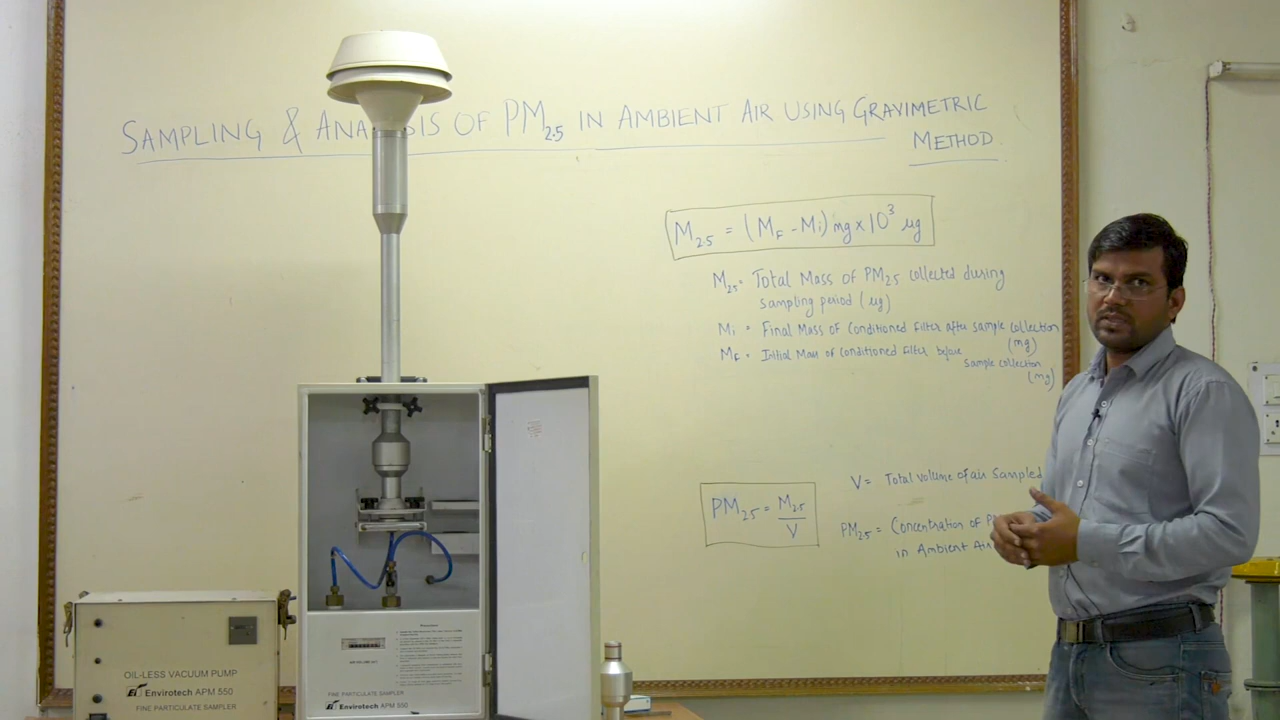 SAMPLING & ANA IS OF PM2.5 IN AMBIENT AIR USING GRAVIMETRIC
METHOD
M2.5 = (MF - Mi) mg × 10³ µg
M2.5 = Total Mass of PM2.5 collected during
sampling period (µg)
Mi = Final Mass of Conditioned filter after sample collection
(mg)
MF = Initial Mass of conditioned filter before
sample collection
(mg)
V = Total Volume of air Sampled
PM2.5 = M2.5 / V
PM2.5 = Concentration of P
in Ambient Air
OIL-LESS VACUUM PUMP
Envirotech APM 550
FINE PARTICULATE SAMPLER
FINE PARTICULATE SAMPLER
Envirotech APM 550